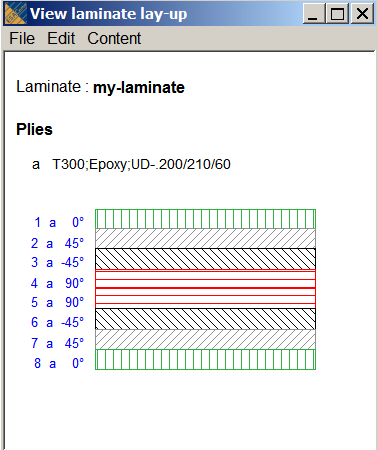 View laminate lay-up
File Edit Content
Laminate : my-laminate
Plies
a T300;Epoxy;UD-.200/210/60
1 a 0°
2 a 45°
3 a -45°
4 a 90°
5 a 90°
6 a -45°
7 a 45°
8 a 0°